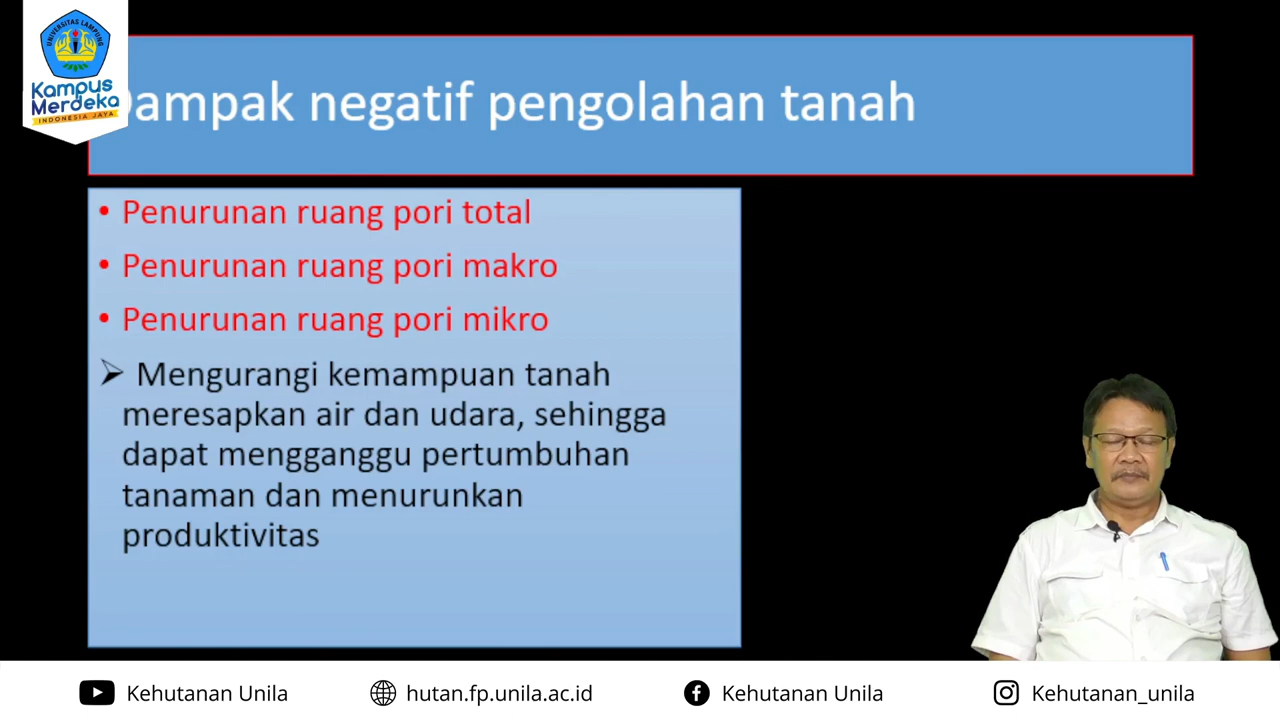 UNIVERSITAS LAMPUNG
Kampus
Merdeka
INDONESIA JAYA
Dampak negatif pengolahan tanah
• Penurunan ruang pori total
• Penurunan ruang pori makro
• Penurunan ruang pori mikro
➢ Mengurangi kemampuan tanah
meresapkan air dan udara, sehingga
dapat mengganggu pertumbuhan
tanaman dan menurunkan
produktivitas
Kehutanan Unila
hutan.fp.unila.ac.id
Kehutanan Unila
Kehutanan_unila